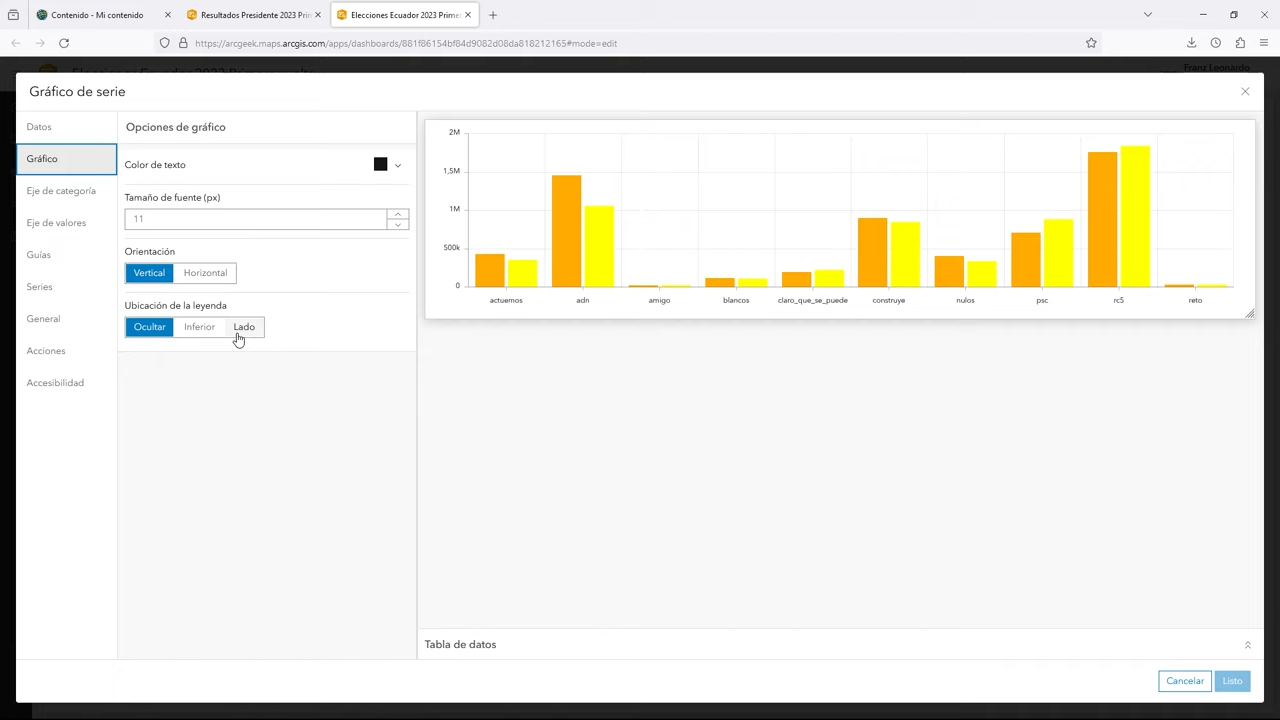 Contenido - Mi contenido
Resultados Presidente 2023 Prim
Elecciones Ecuador 2023 Primer
https://arcgeek.maps.arcgis.com/apps/dashboards/881f86154bf84d9082d08da818212165#mode=edit
Franz Leonardo
Gráfico de serie
Datos
Gráfico
Eje de categoría
Eje de valores
Guías
Series
General
Acciones
Accesibilidad
Opciones de gráfico
Color de texto
Tamaño de fuente (px)
11
Orientación
Vertical Horizontal
Ubicación de la leyenda
Ocultar Inferior Lado
2M
1,5M
1M
500k
0
actuemos adn amigo blancos claro_que_se_puede construye nulos psc rc5 reto
Tabla de datos
Cancelar Listo